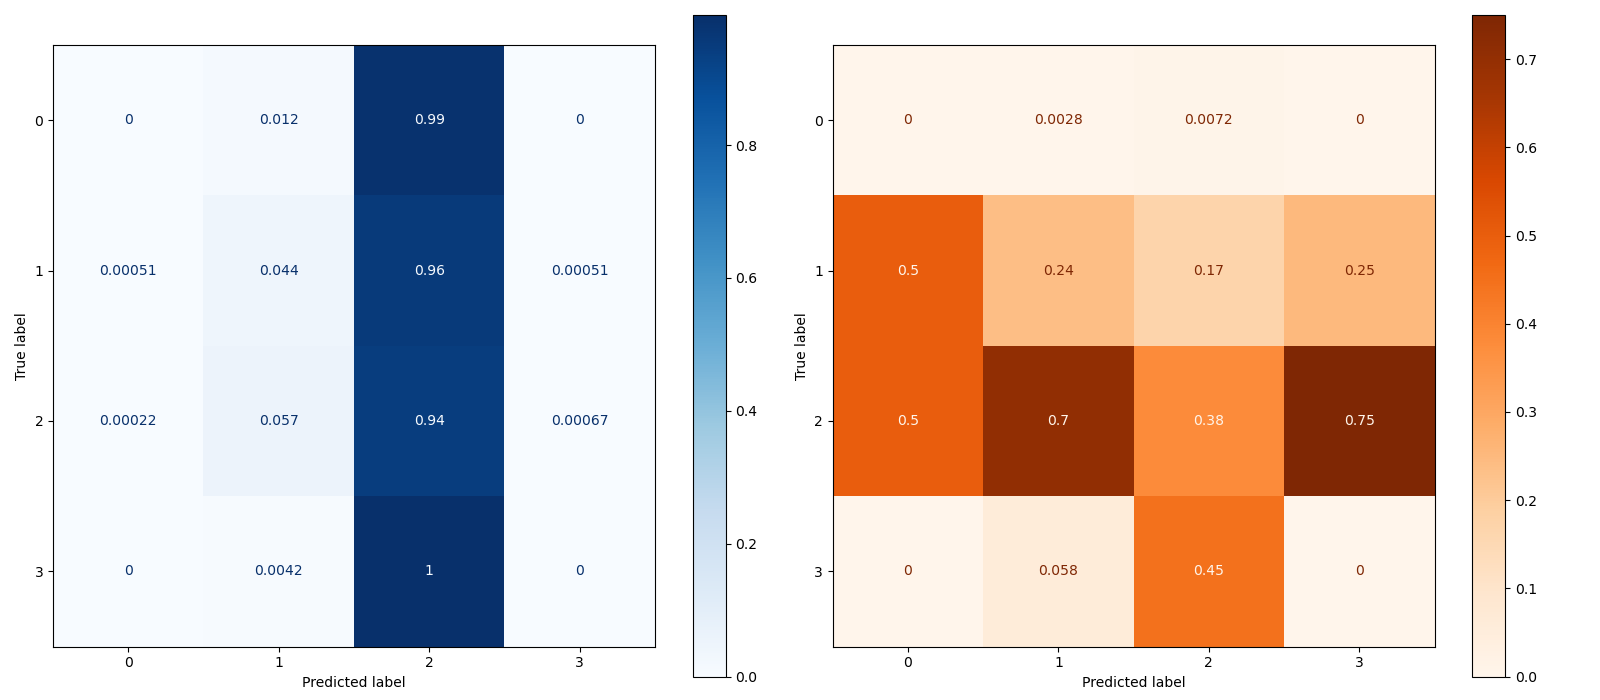 0 0 0.012 0.99 0
1 0.00051 0.044 0.96 0.00051
2 0.00022 0.057 0.94 0.00067
3 0 0.0042 1 0
0 1 2 3
Predicted label
True label
0.8
0.6
0.4
0.2
0.0
0 0 0.0028 0.0072 0
1 0.5 0.24 0.17 0.25
2 0.5 0.7 0.38 0.75
3 0 0.058 0.45 0
0 1 2 3
Predicted label
True label
0.7
0.6
0.5
0.4
0.3
0.2
0.1
0.0